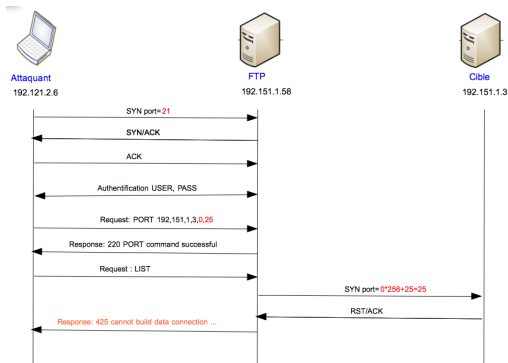 Attaquant
192.121.2.6
FTP
192.151.1.58
Cible
192.151.1.3
SYN port=21
SYN/ACK
ACK
Authentification USER, PASS
Request: PORT 192,151,1,3,0,25
Response: 220 PORT command successful
Request : LIST
SYN port=0*256+25=25
RST/ACK
Response: 425 cannot build data connection ...